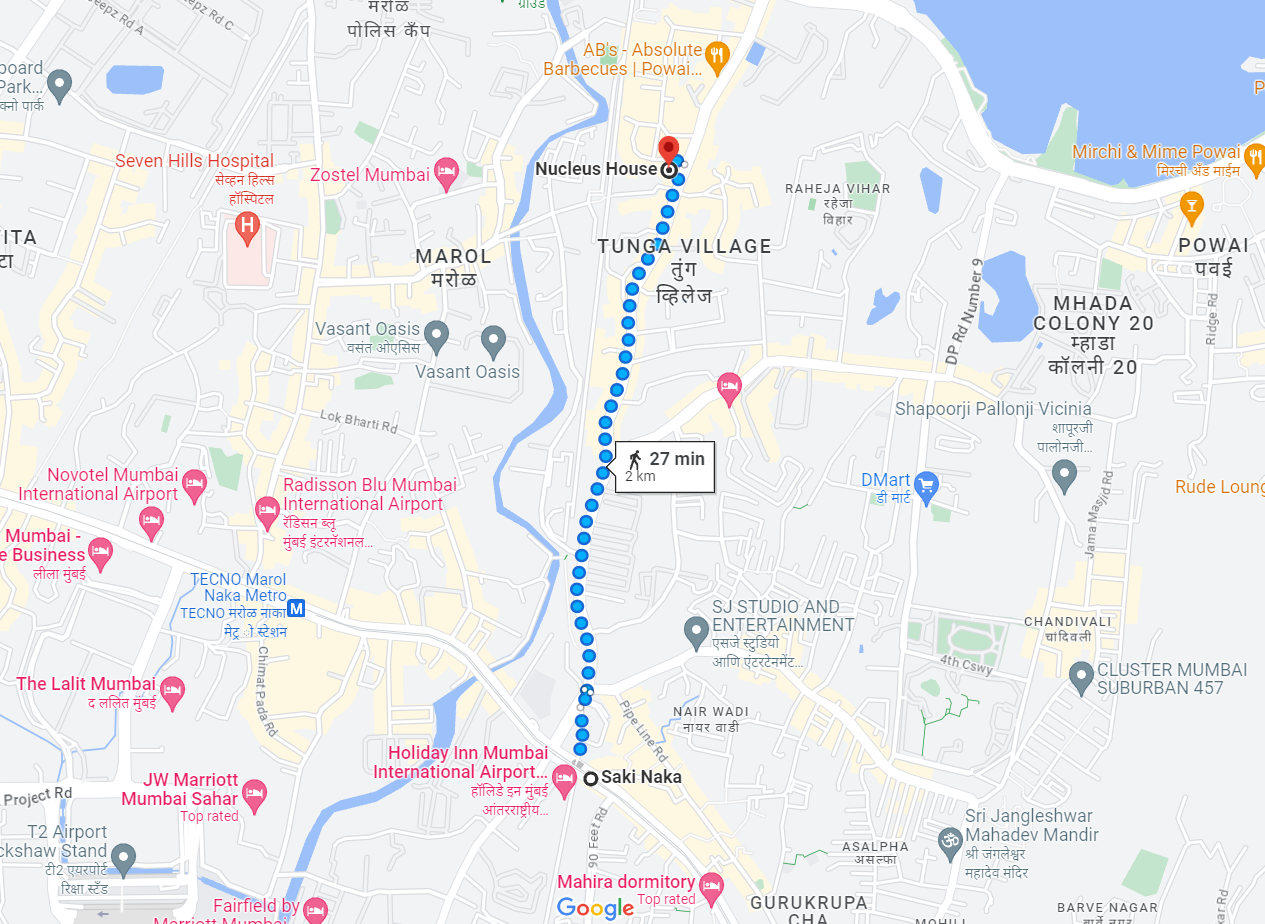 मरोळ
पोलिस कॅंप
ग्राउंड
AB's - Absolute
Barbecues | Powai...
Park...
Nucleus House
Seven Hills Hospital
सेव्हन हिल्स
हॉस्पिटल
Zostel Mumbai
Mirchi & Mime Powai
मिरची अँड माईम
RAHEJA VIHAR
रहेजा
विहार
MAROL
मरोळ
TUNGA VILLAGE
तुंग
व्हिलेज
POWAI
पवई
DP Rd Number 9
Ridge Rd
MHADA
COLONY 20
म्हाडा
कॉलनी 20
Vasant Oasis
वसंत ओएसिस
Vasant Oasis
Lok Bharti Rd
Shapoorji Pallonji Vicinia
शापूरजी
पालोनजी...
27 min
2 km
Novotel Mumbai
International Airport
Radisson Blu Mumbai
International Airport
रॅडिसन ब्लू
मुंबई इंटरनॅशनल...
DMart
डी मार्ट
Rude Loung
Jama Masjid Rd
Mumbai -
e Business
लीला मुंबई
TECNO Marol
Naka Metro
TECNO मरोळ नाका
मेट्रो स्टेशन
M
SJ STUDIO AND
ENTERTAINMENT
एसजे स्टुडियो
आणि एंटरटेनमेंट...
CHANDIVALI
चांदिवली
4th Cswy
CLUSTER MUMBAI
SUBURBAN 457
The Lalit Mumbai
द ललित मुंबई
Chimat Pada Rd
Pipe Line Rd
NAIR WADI
नायर वाडी
Holiday Inn Mumbai
International Airport...
हॉलिडे इन मुंबई
आंतरराष्ट्रीय...
Saki Naka
JW Marriott
Mumbai Sahar
Top rated
Project Rd
90 Feet Rd
T2 Airport
ckshaw Stand
टी2 एयरपोर्ट
रिक्षा स्टँड
Sri Jangleshwar
Mahadev Mandir
श्री जंगलेश्वर
महादेव मंदिर
ASALPHA
असल्फा
Mahira dormitory
Top rated
Google
Fairfield by
Marriott Mumbai
GURUKRUPA
CHA
BARVE NAGAR